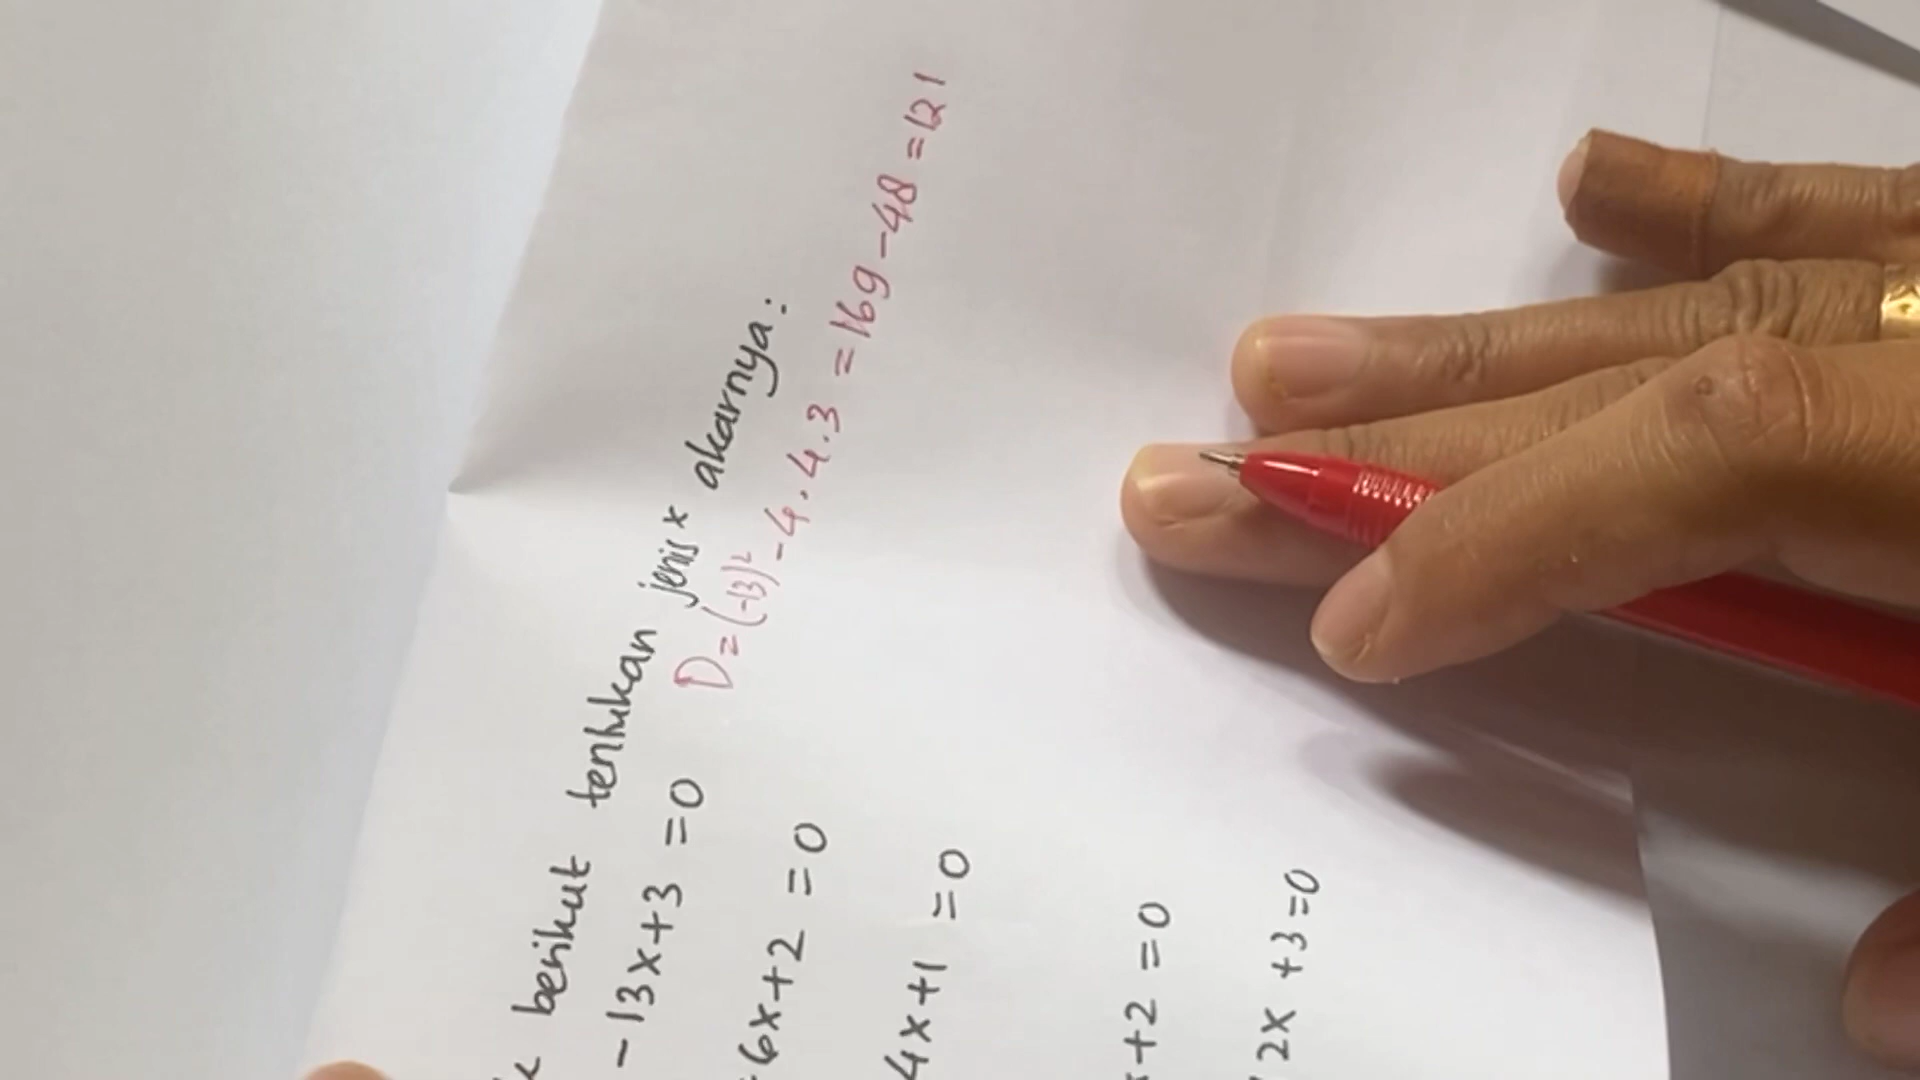 berikut tentukan jenis x akarnya :
- 13x + 3 = 0 D = (-13)² - 4 . 4 . 3 = 169 - 48 = 121
6x + 2 = 0
4x + 1 = 0
+ 2 = 0
2x + 3 = 0